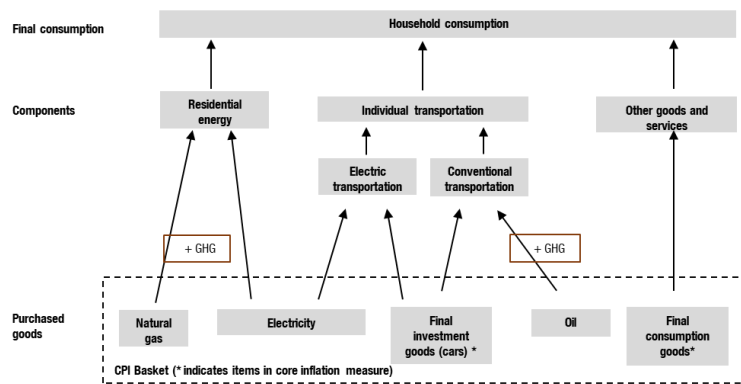 Final consumption
Household consumption
Components
Residential
energy
Individual transportation
Other goods and
services
Electric
transportation
Conventional
transportation
+ GHG
+ GHG
Purchased
goods
Natural
gas
Electricity
Final
investment
goods (cars) *
Oil
Final
consumption
goods*
CPI Basket (* indicates items in core inflation measure)